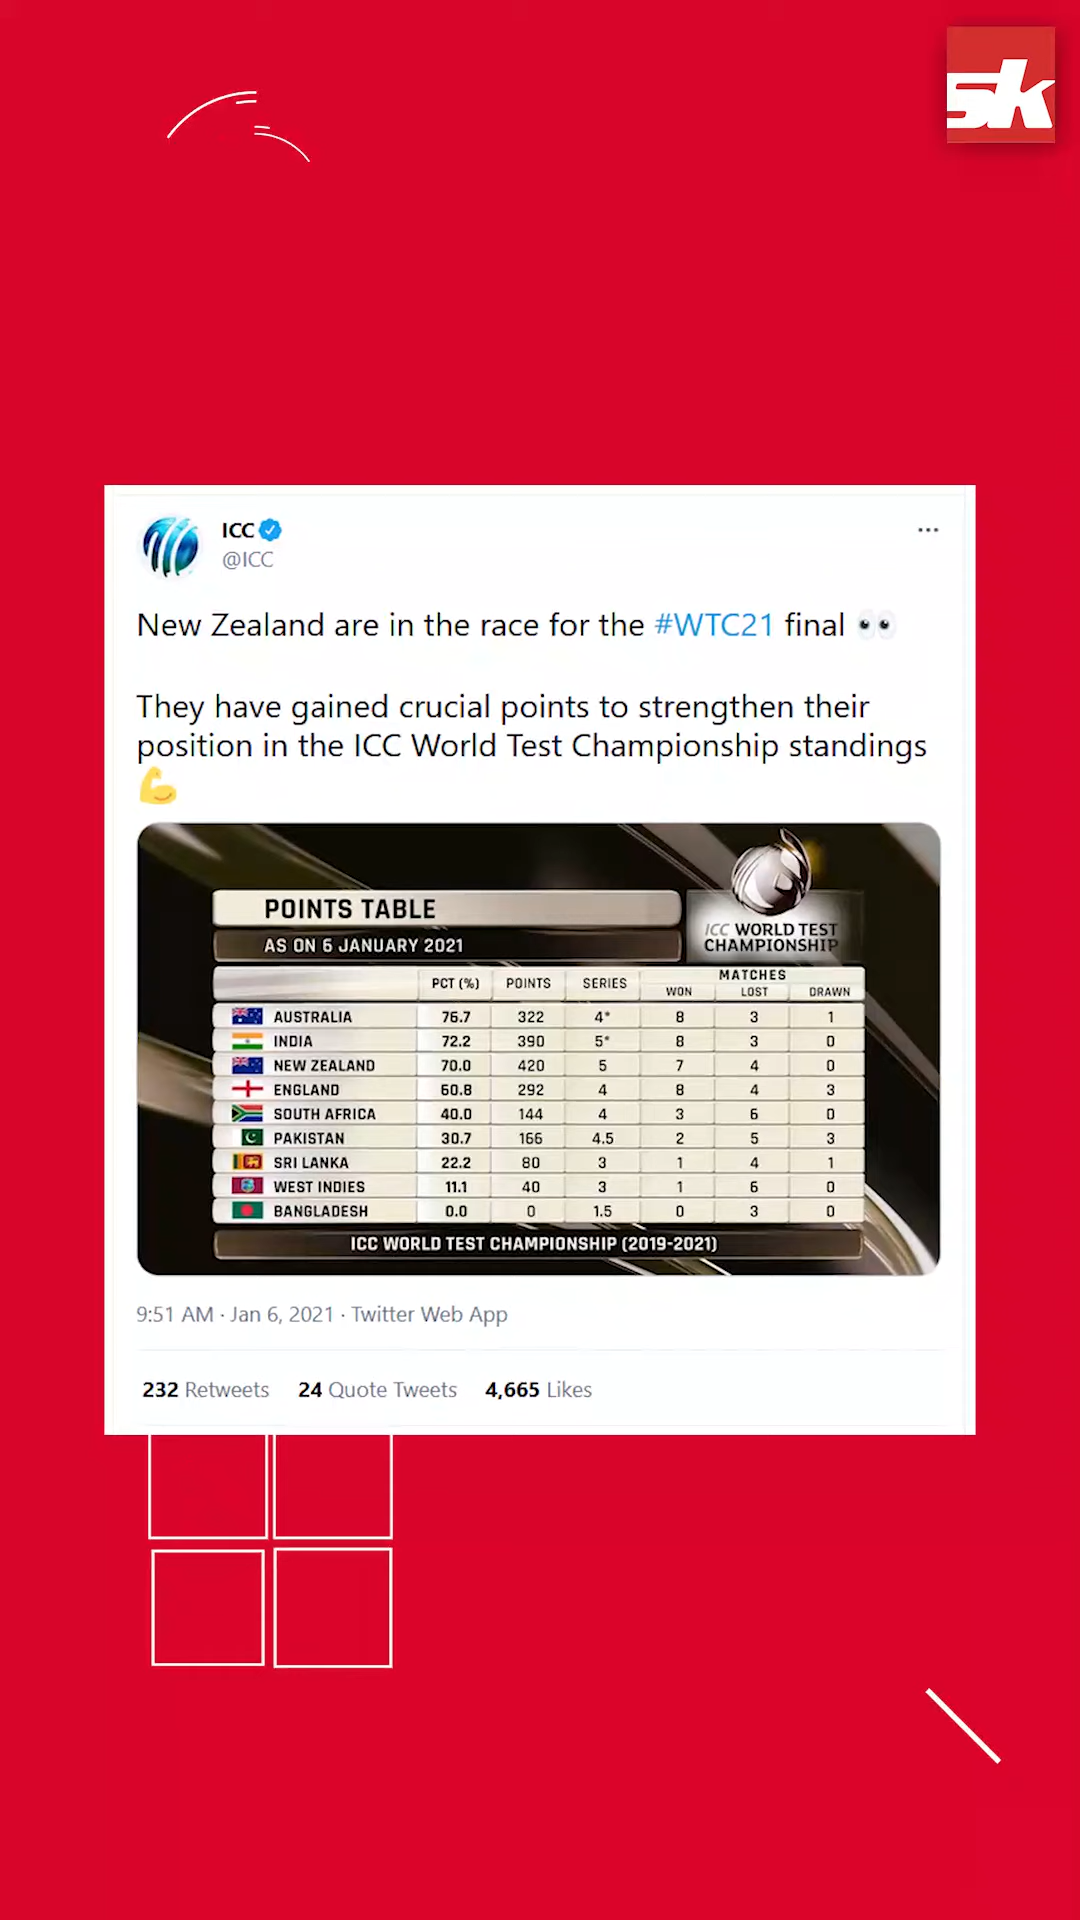 sk
ICC
@ICC
...
New Zealand are in the race for the #WTC21 final 👀
They have gained crucial points to strengthen their
position in the ICC World Test Championship standings
💪
POINTS TABLE
AS ON 6 JANUARY 2021
ICC WORLD TEST
CHAMPIONSHIP
PCT (%) POINTS SERIES MATCHES
WON LOST DRAWN
AUSTRALIA 76.7 322 4* 8 3 1
INDIA 72.2 390 5* 8 3 0
NEW ZEALAND 70.0 420 5 7 4 0
ENGLAND 60.8 292 4 8 4 3
SOUTH AFRICA 40.0 144 4 3 6 0
PAKISTAN 30.7 166 4.5 2 5 3
SRI LANKA 22.2 80 3 1 4 1
WEST INDIES 11.1 40 3 1 6 0
BANGLADESH 0.0 0 1.5 0 3 0
ICC WORLD TEST CHAMPIONSHIP (2019-2021)
9:51 AM · Jan 6, 2021 · Twitter Web App
232 Retweets 24 Quote Tweets 4,665 Likes